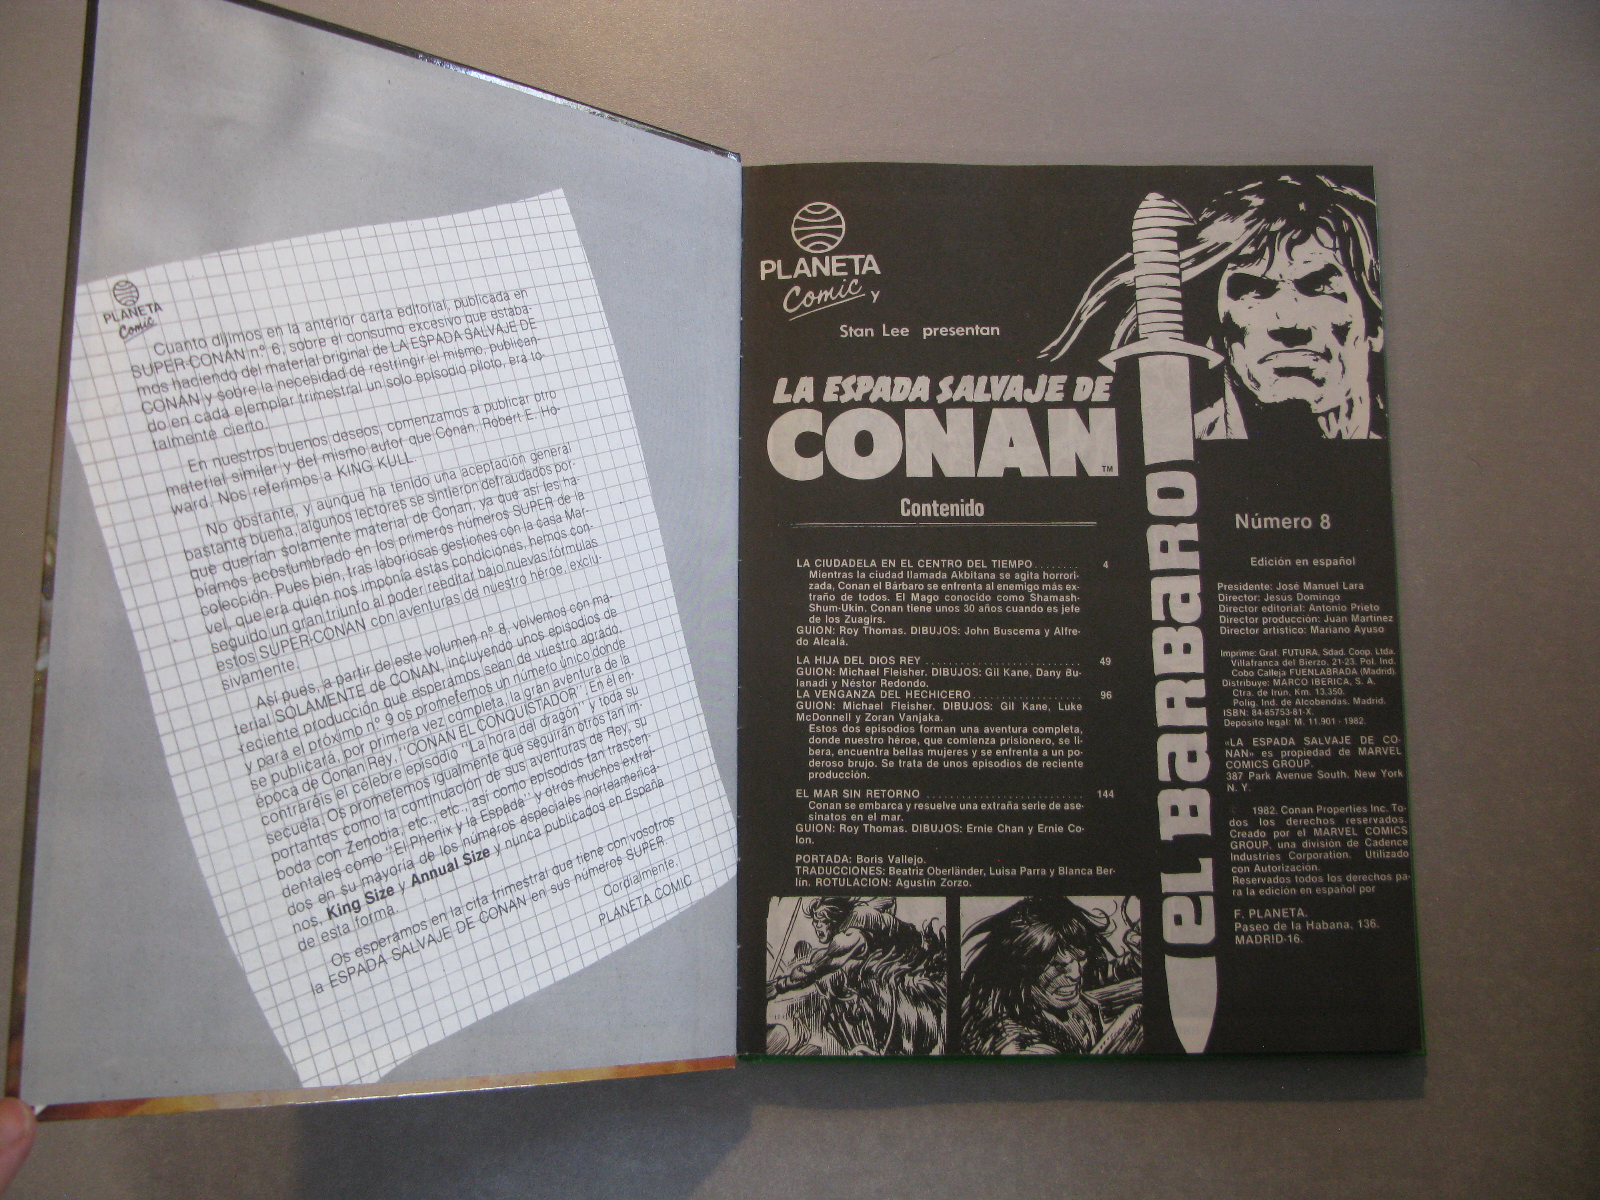 PLANETA
Comic
Cuanto dijimos en la anterior carta editorial, publicada en
SUPER-CONAN nº 6, sobre el consumo excesivo que estaba-
mos haciendo del material original de LA ESPADA SALVAJE DE
CONAN y sobre la necesidad de restringir el mismo, publican-
do en cada ejemplar trimestral un solo episodio piloto, era to-
talmente cierto.
En nuestros buenos deseos, comenzamos a publicar otro
material similar y del mismo autor que Conan. Robert E. Ho-
ward. Nos referimos a KING-KULL.
No obstante, y aunque ha tenido una aceptación general
bastante buena, algunos lectores se sintieron defraudados por-
que querían solamente material de Conan, ya que así les ha-
bíamos acostumbrado en los primeros números SUPER de la
colección. Pues bien, tras laboriosas gestiones con la casa Mar-
vel, que era quien nos imponía estas condiciones, hemos con-
seguido un gran triunfo al poder reeditar bajo nuevas fórmulas
estos SUPER-CONAN con aventuras de nuestro héroe, exclu-
sivamente.
Así pues, a partir de este volumen nº 8, volvemos con ma-
terial SOLAMENTE de CONAN, incluyendo unos episodios de
reciente producción que esperamos sean de vuestro agrado
y para el próximo nº 9 os prometemos un número único donde
se publicará, por primera vez completa, la gran aventura de la
época de Conan Rey, "CONAN EL CONQUISTADOR". En él en-
contraréis el célebre episodio "La hora del dragón" y toda su
secuela. Os prometemos igualmente que seguirán otros tan im-
portantes como la continuación de sus aventuras de Rey, su
boda con Zenobia, etc., etc., así como episodios tan trascen-
dentales como "El Phenix y la Espada" y otros muchos extraí-
dos en su mayoría de los números especiales norteamerica-
nos, King Size y Annual Size y nunca publicados en España
de esta forma.
Os esperamos en la cita trimestral que tiene con vosotros
la ESPADA SALVAJE DE CONAN en sus números SUPER.
Cordialmente,
PLANETA COMIC
PLANETA
Comic y
Stan Lee presentan
LA ESPADA SALVAJE DE
CONAN™
EL BARBARO
Contenido
LA CIUDADELA EN EL CENTRO DEL TIEMPO........ 4
Mientras la ciudad llamada Akbitana se agita horrori-
zada, Conan el Bárbaro se enfrenta al enemigo más ex-
traño de todos. El Mago conocido como Shamash-
Shum-Ukin. Conan tiene unos 30 años cuando es jefe
de los Zuagirs.
GUION: Roy Thomas. DIBUJOS: John Buscema y Alfre-
do Alcalá.
LA HIJA DEL DIOS REY ............................ 49
GUION: Michael Fleisher. DIBUJOS: Gil Kane, Dany Bu-
lanadi y Néstor Redondo.
LA VENGANZA DEL HECHICERO.................... 96
GUION: Michael Fleisher. DIBUJOS: Gil Kane, Luke
McDonnell y Zoran Vanjaka.
Estos dos episodios forman una aventura completa,
donde nuestro héroe, que comienza prisionero, se li-
bera, encuentra bellas mujeres y se enfrenta a un po-
deroso brujo. Se trata de unos episodios de reciente
producción.
EL MAR SIN RETORNO ............................ 144
Conan se embarca y resuelve una extraña serie de ase-
sinatos en el mar.
GUION: Roy Thomas. DIBUJOS: Ernie Chan y Ernie Co-
lon.
PORTADA: Boris Vallejo.
TRADUCCIONES: Beatriz Oberländer, Luisa Parra y Blanca Ber-
lín. ROTULACION: Agustín Zorzo.
Número 8
Edición en español
Presidente: José Manuel Lara
Director: Jesús Domingo
Director editorial: Antonio Prieto
Director producción: Juan Martínez
Director artístico: Mariano Ayuso
Imprime: Gráf. FUTURA, Sdad. Coop. Ltda.
Villafranca del Bierzo, 21-23. Pol. Ind.
Cobo Calleja FUENLABRADA (Madrid).
Distribuye: MARCO IBERICA, S. A.
Ctra. de Irún, Km. 13,350.
Políg. Ind. de Alcobendas. Madrid.
ISBN: 84-85753-61-X.
Depósito legal: M. 11.901 - 1982.
«LA ESPADA SALVAJE DE CO-
NAN» es propiedad de MARVEL
COMICS GROUP.
387 Park Avenue South. New York
N. Y.
1982. Conan Properties Inc. To-
dos los derechos reservados.
Creado por el MARVEL COMICS
GROUP, una división de Cadence
Industries Corporation. Utilizado
con Autorización.
Reservados todos los derechos pa-
ra la edición en español por
F. PLANETA.
Paseo de la Habana, 136.
MADRID-16.